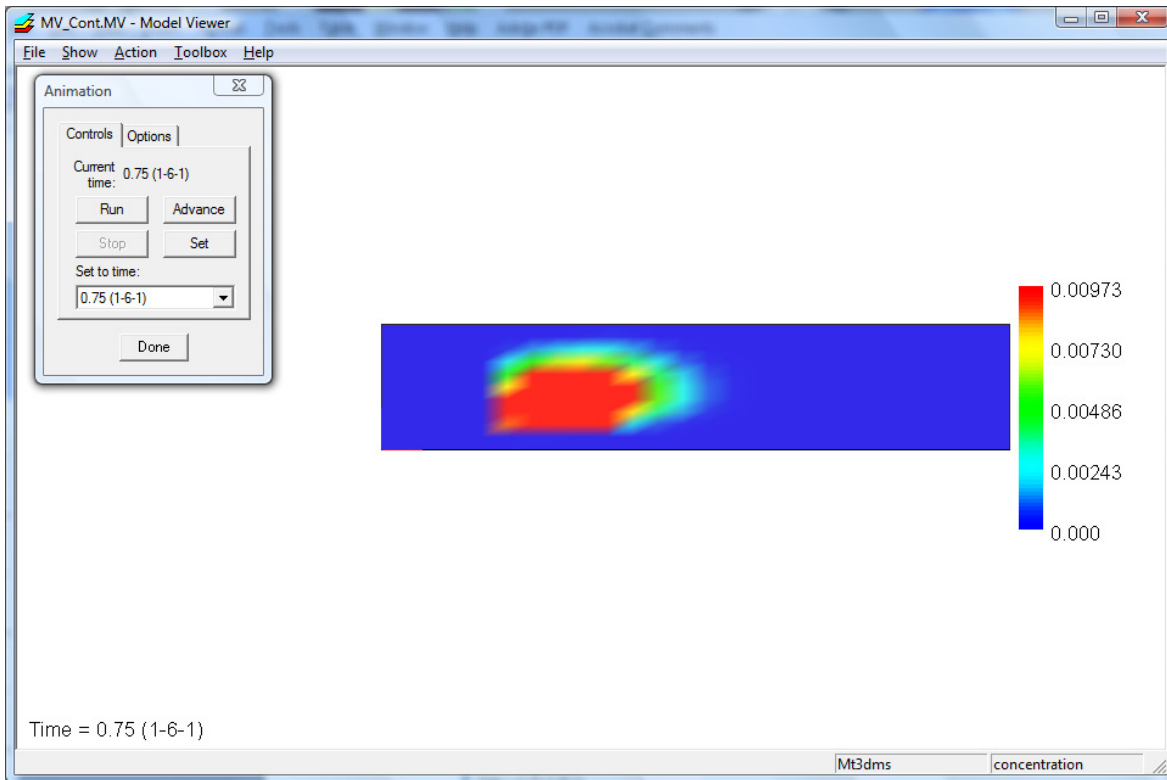 MV_Cont.MV - Model Viewer
File Show Action Toolbox Help
Animation
Controls Options
Current time: 0.75 (1-6-1)
Run Advance
Stop Set
Set to time:
0.75 (1-6-1)
Done
0.00973
0.00730
0.00486
0.00243
0.000
Time = 0.75 (1-6-1)
Mt3dms concentration